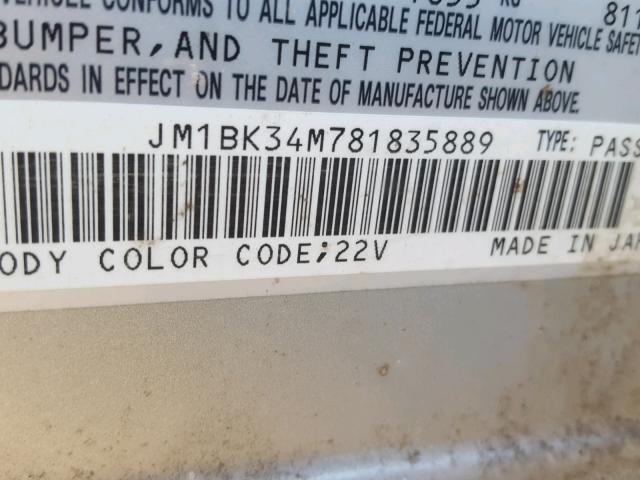 VEHICLE CONFORMS TO ALL APPLICABLE FEDERAL MOTOR VEHICLE SAFET
BUMPER, AND THEFT PREVENTION
DARDS IN EFFECT ON THE DATE OF MANUFACTURE SHOWN ABOVE.
JM1BK34M781835889 TYPE: PASS
ODY COLOR CODE;22V MADE IN JAP